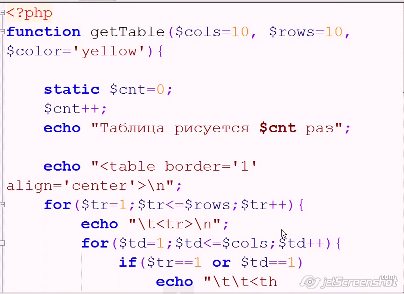 <?php
function getTable($cols=10, $rows=10,
$color='yellow'){
static $cnt=0;
$cnt++;
echo "Таблица рисуется $cnt раз";
echo "<table border='1'
align='center'>\n";
for($tr=1;$tr<=$rows;$tr++){
echo "\t<tr>\n";
for($td=1;$td<=$cols;$td++){
if($tr==1 or $td==1)
echo "\t\t<th
jetScreenshot